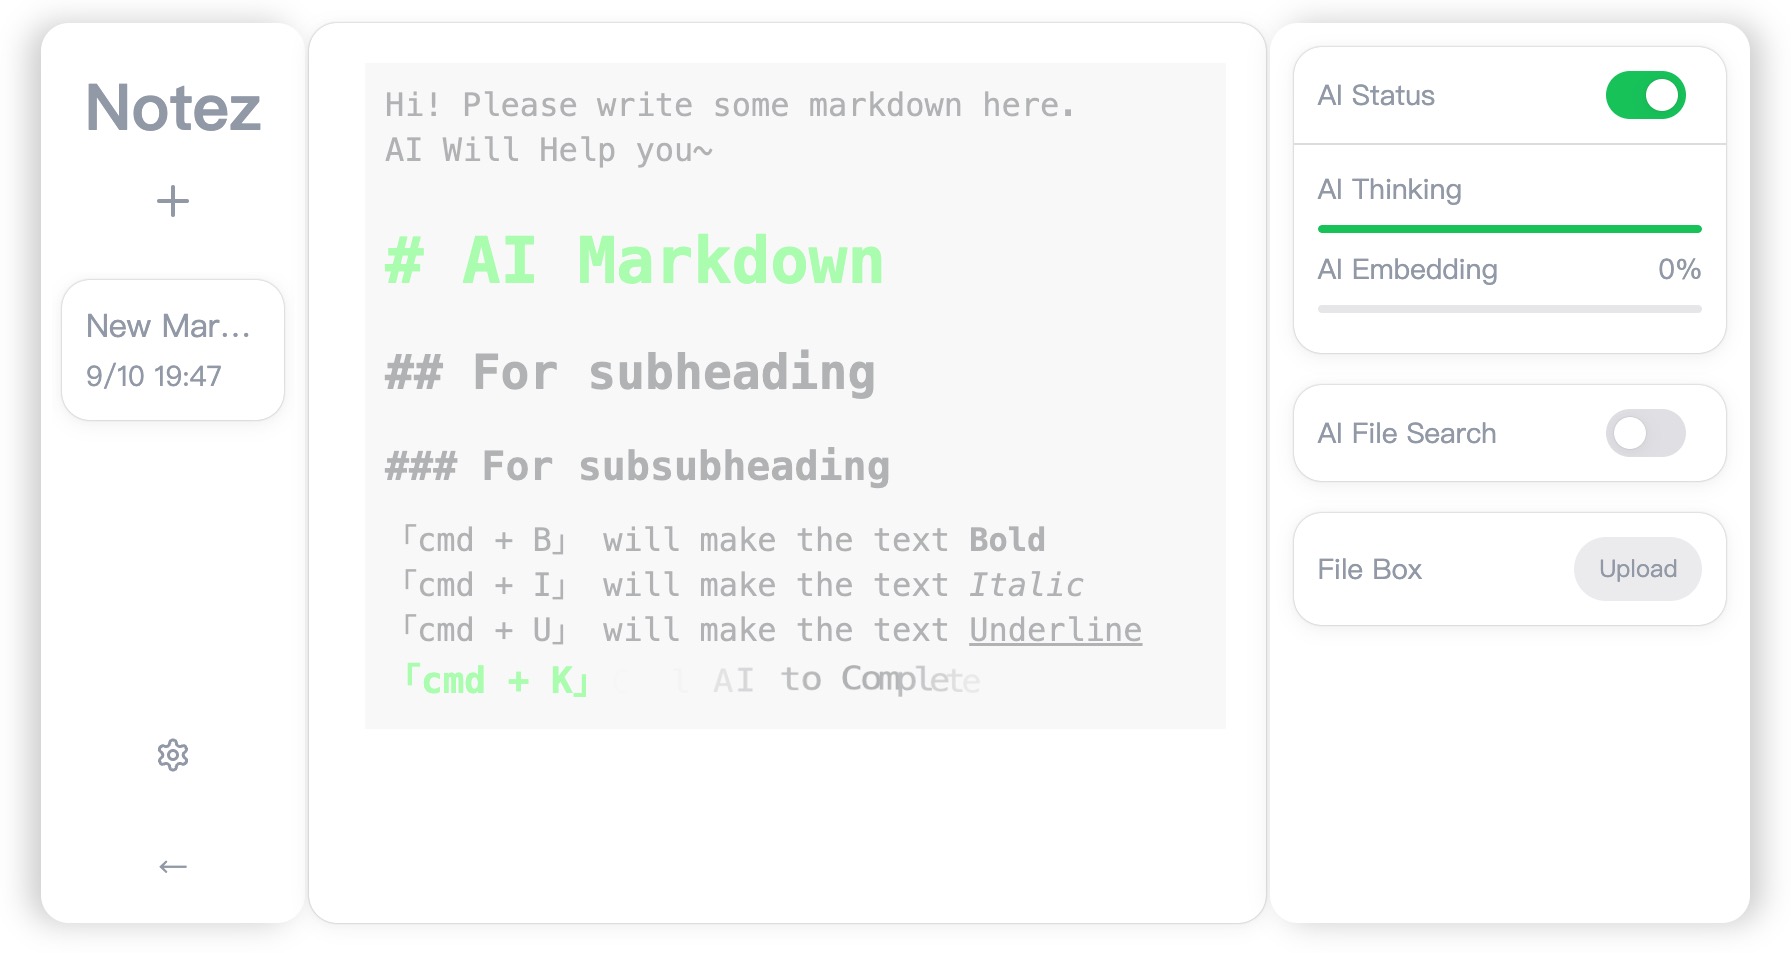 Notez
New Mar...
9/10 19:47
Hi! Please write some markdown here.
AI Will Help you~
# AI Markdown
## For subheading
### For subsubheading
「cmd + B」 will make the text Bold
「cmd + I」 will make the text Italic
「cmd + U」 will make the text Underline
「cmd + K」 AI to Complete
AI Status
AI Thinking
AI Embedding 0%
AI File Search
File Box Upload